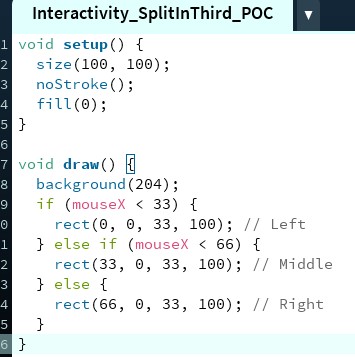 Interactivity_SplitInThird_POC ▼
1 void setup() {
2   size(100, 100);
3   noStroke();
4   fill(0);
5 }
6
7 void draw() {
8   background(204);
9   if (mouseX < 33) {
0     rect(0, 0, 33, 100); // Left
1   } else if (mouseX < 66) {
2     rect(33, 0, 33, 100); // Middle
3   } else {
4     rect(66, 0, 33, 100); // Right
5   }
6 }